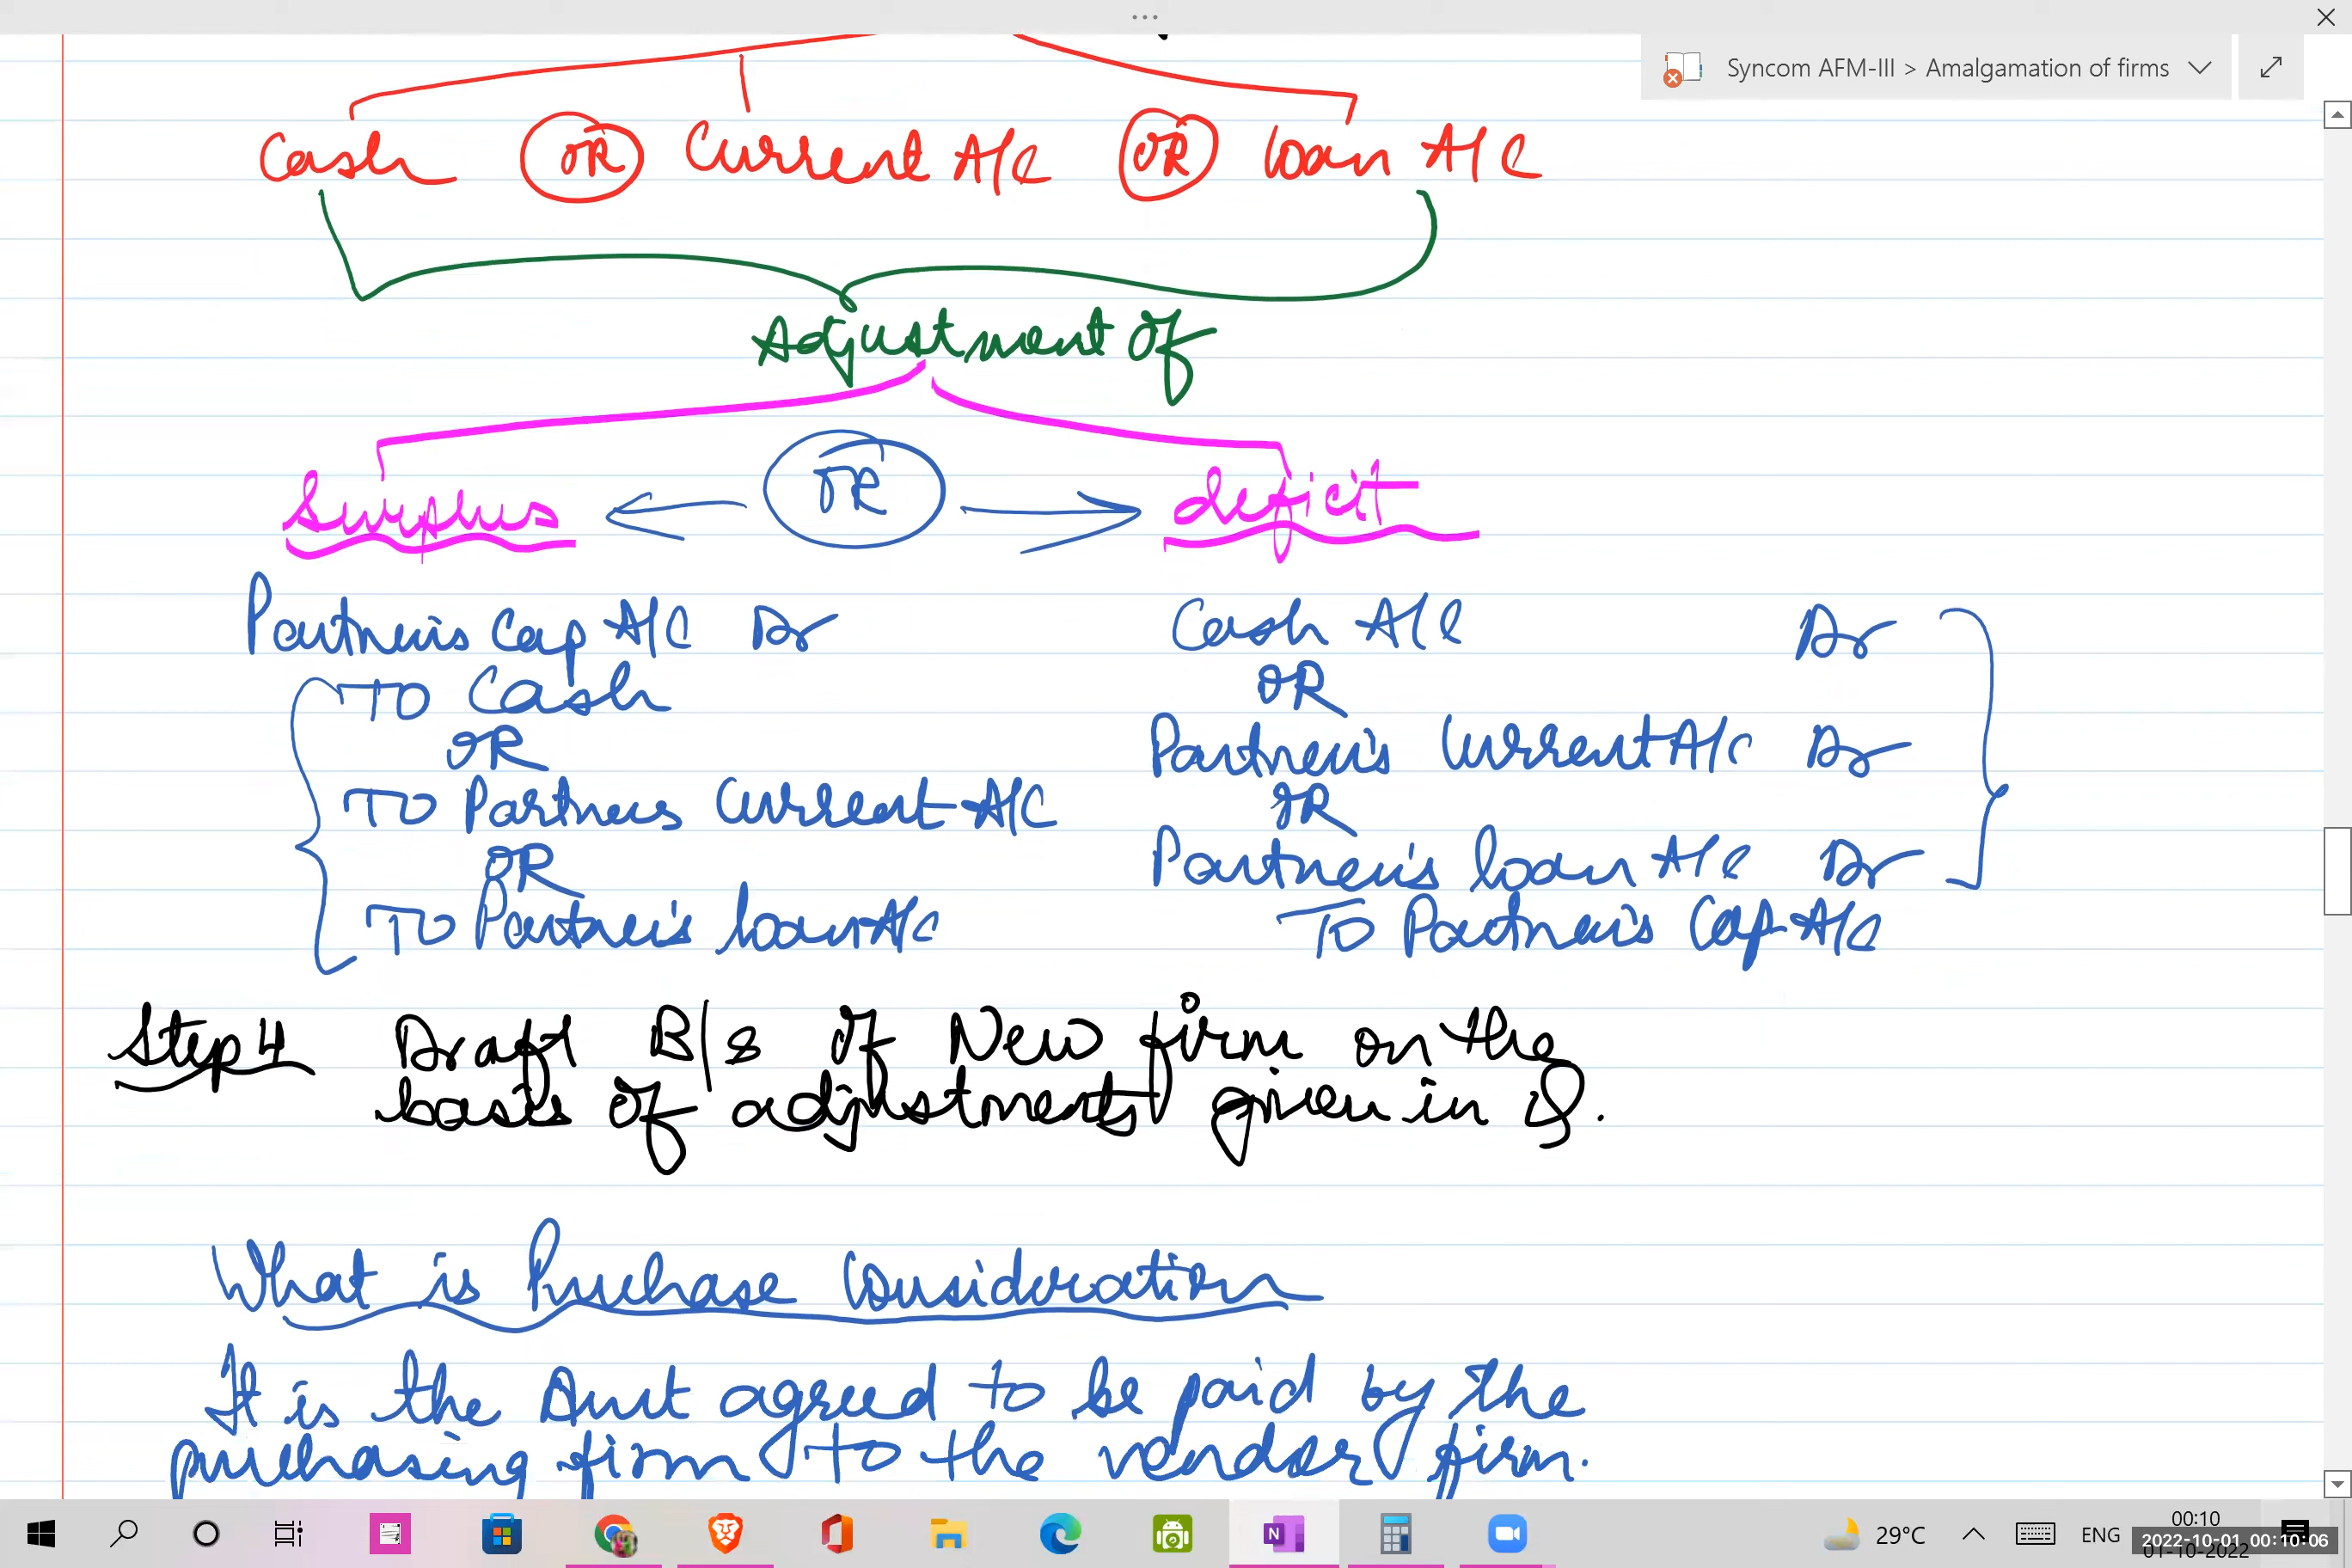 Syncom AFM-III > Amalgamation of firms
Cash OR Current A/C OR loan A/C
Adjustment of
Surplus OR deficit
Partner's Cap A/C Dr
To Cash
OR
To Partners Current A/C
OR
To Partner's loan A/c
Cash A/C Dr
OR
Partner's Current A/c Dr
OR
Partner's loan A/C Dr
To Partner's Cap A/C
Step 4 Draft B/S of New firm on the
basis of adjustments given in Q.
What is Purchase Consideration
It is the Amt agreed to be paid by the
purchasing firm to the vendor firm.
29°C
ENG
00:10
01-10-2022
2022-10-01 00:10:06